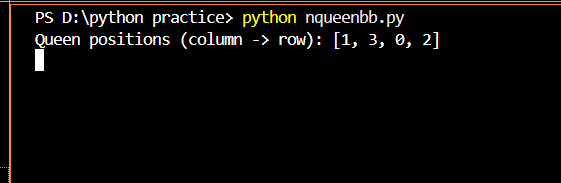 PS D:\python practice> python nqueenbb.py
Queen positions (column -> row): [1, 3, 0, 2]